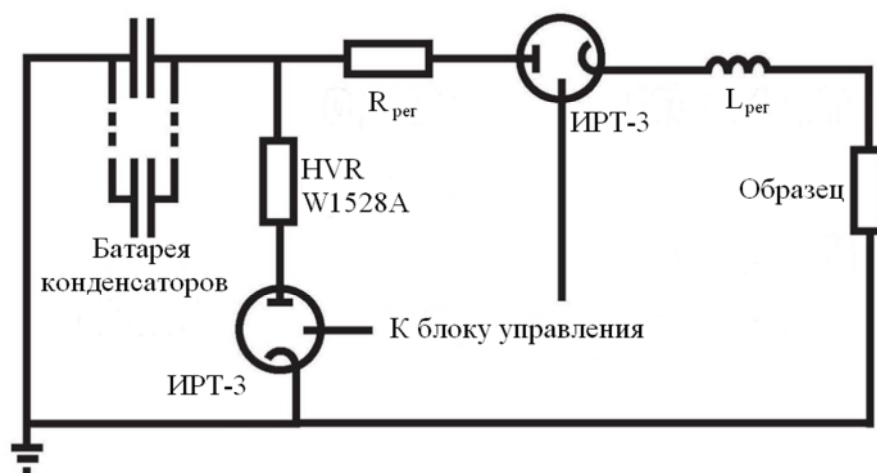 R рег
ИРТ-3
L рег
HVR
W1528A
Образец
Батарея
конденсаторов
К блоку управления
ИРТ-3